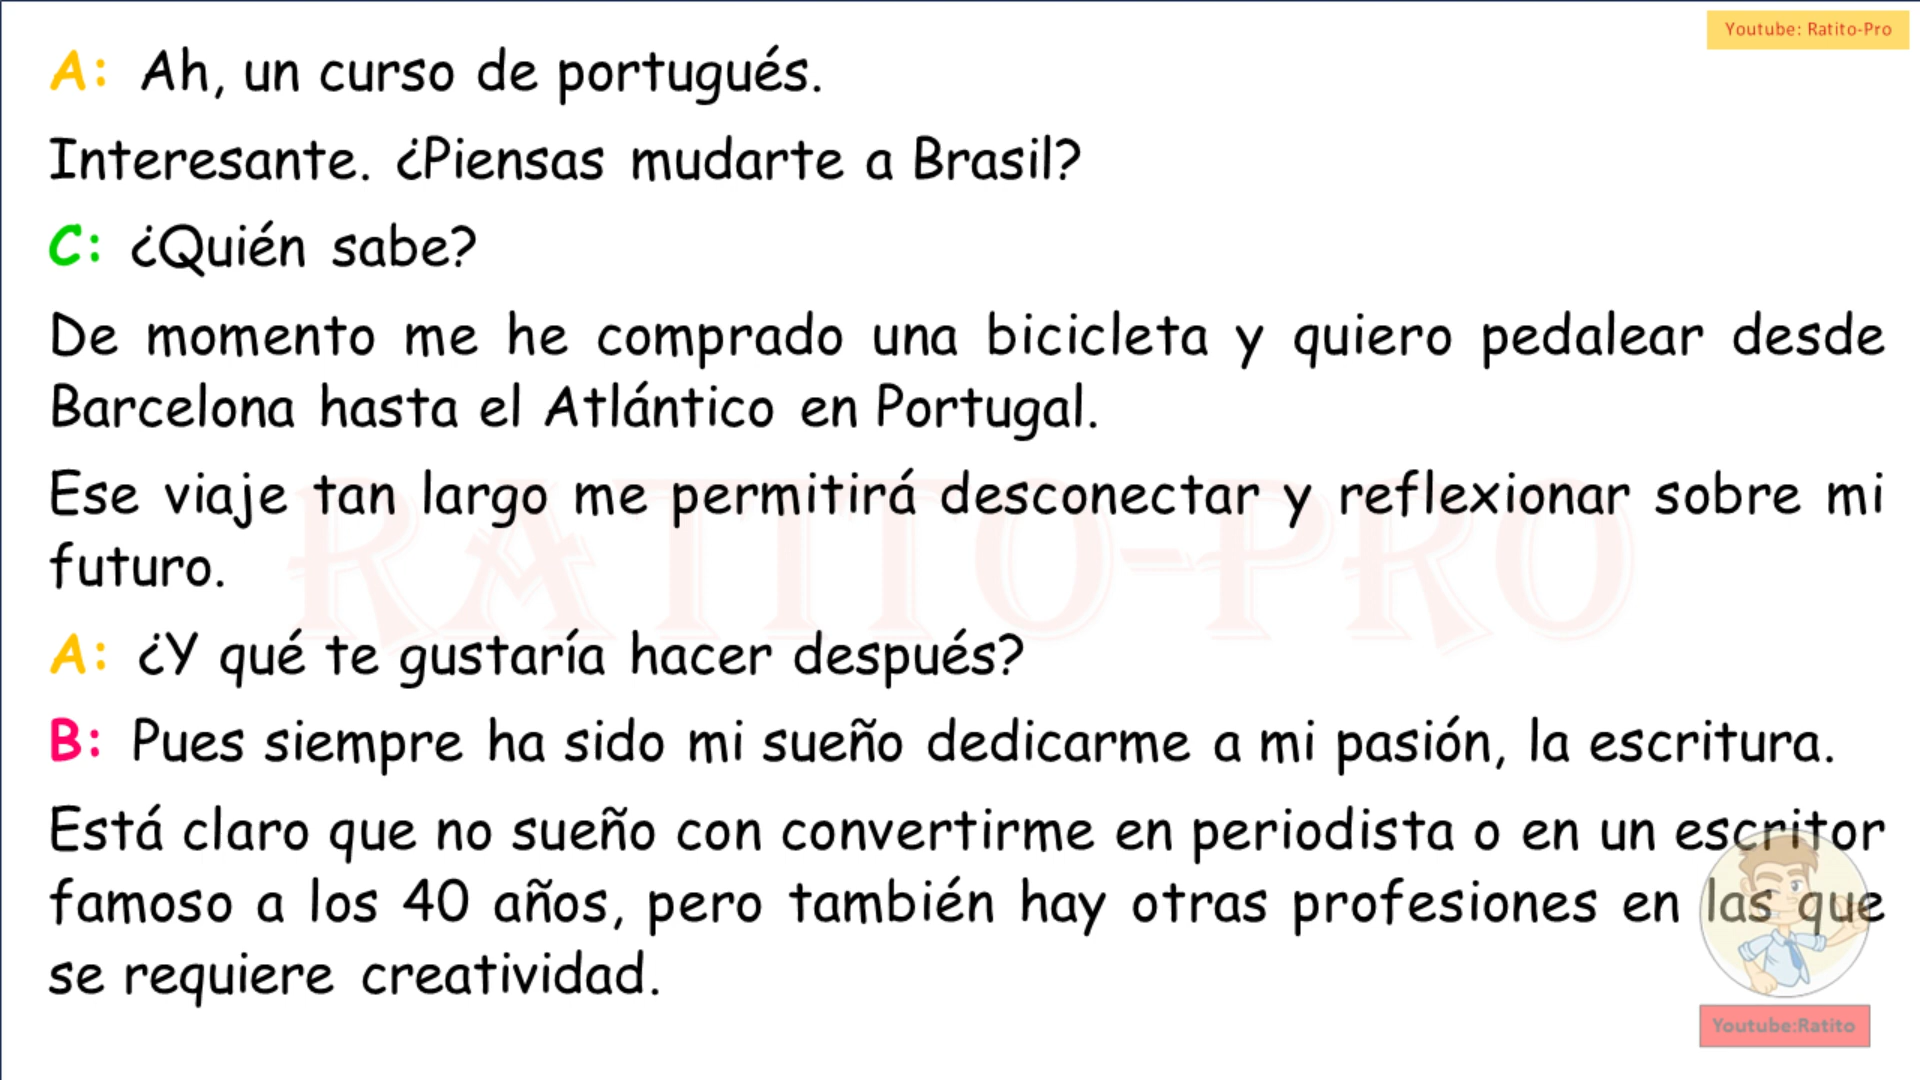 Youtube: Ratito-Pro
A: Ah, un curso de portugués.
Interesante. ¿Piensas mudarte a Brasil?
C: ¿Quién sabe?
De momento me he comprado una bicicleta y quiero pedalear desde
Barcelona hasta el Atlántico en Portugal.
Ese viaje tan largo me permitirá desconectar y reflexionar sobre mi
futuro.
RATITO-PRO
A: ¿Y qué te gustaría hacer después?
B: Pues siempre ha sido mi sueño dedicarme a mi pasión, la escritura.
Está claro que no sueño con convertirme en periodista o en un escritor
famoso a los 40 años, pero también hay otras profesiones en las que
se requiere creatividad.
Youtube:Ratito